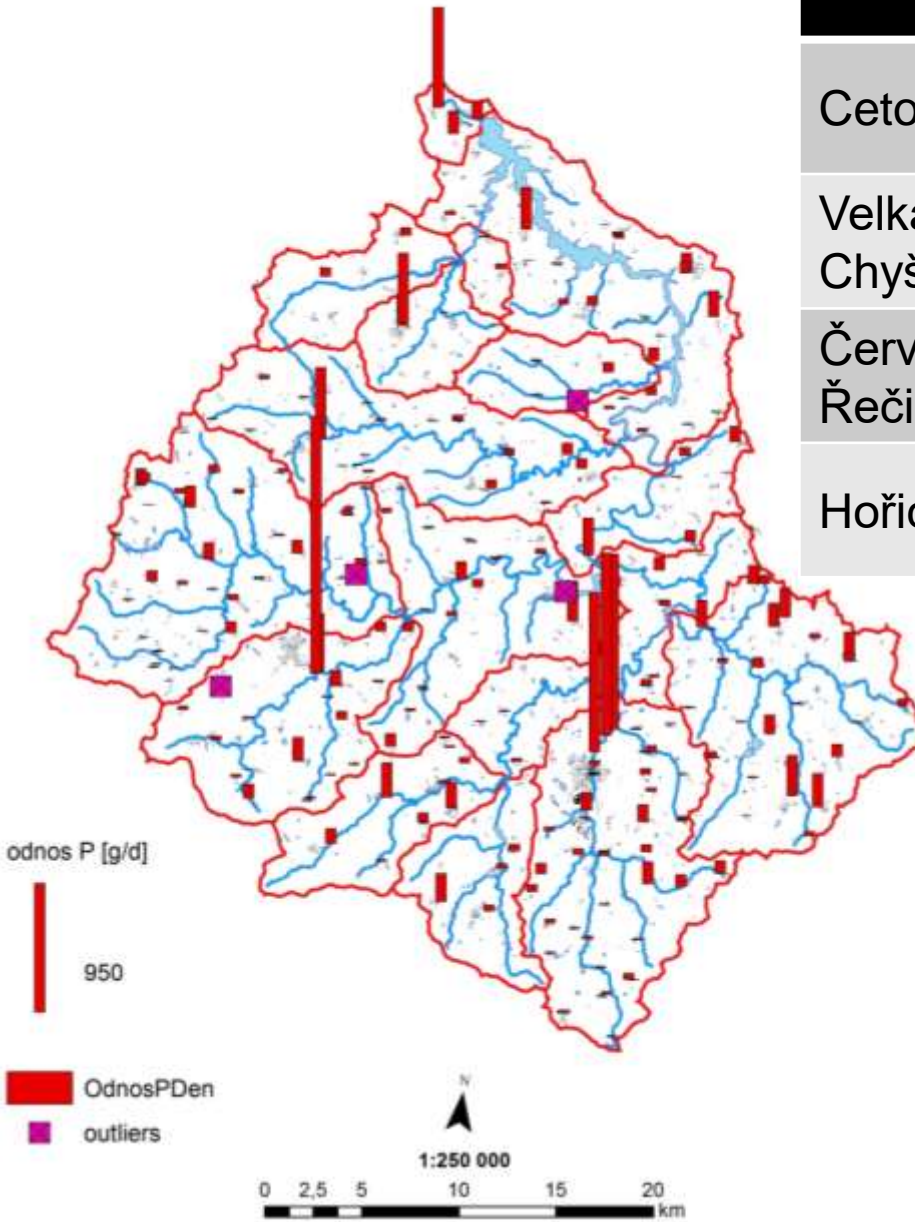 Ceto
Velka
Chyš
Červ
Řeči
Hořic
odnos P [g/d]
950
OdnosPDen
outliers
N
1:250 000
0 2,5 5 10 15 20
km